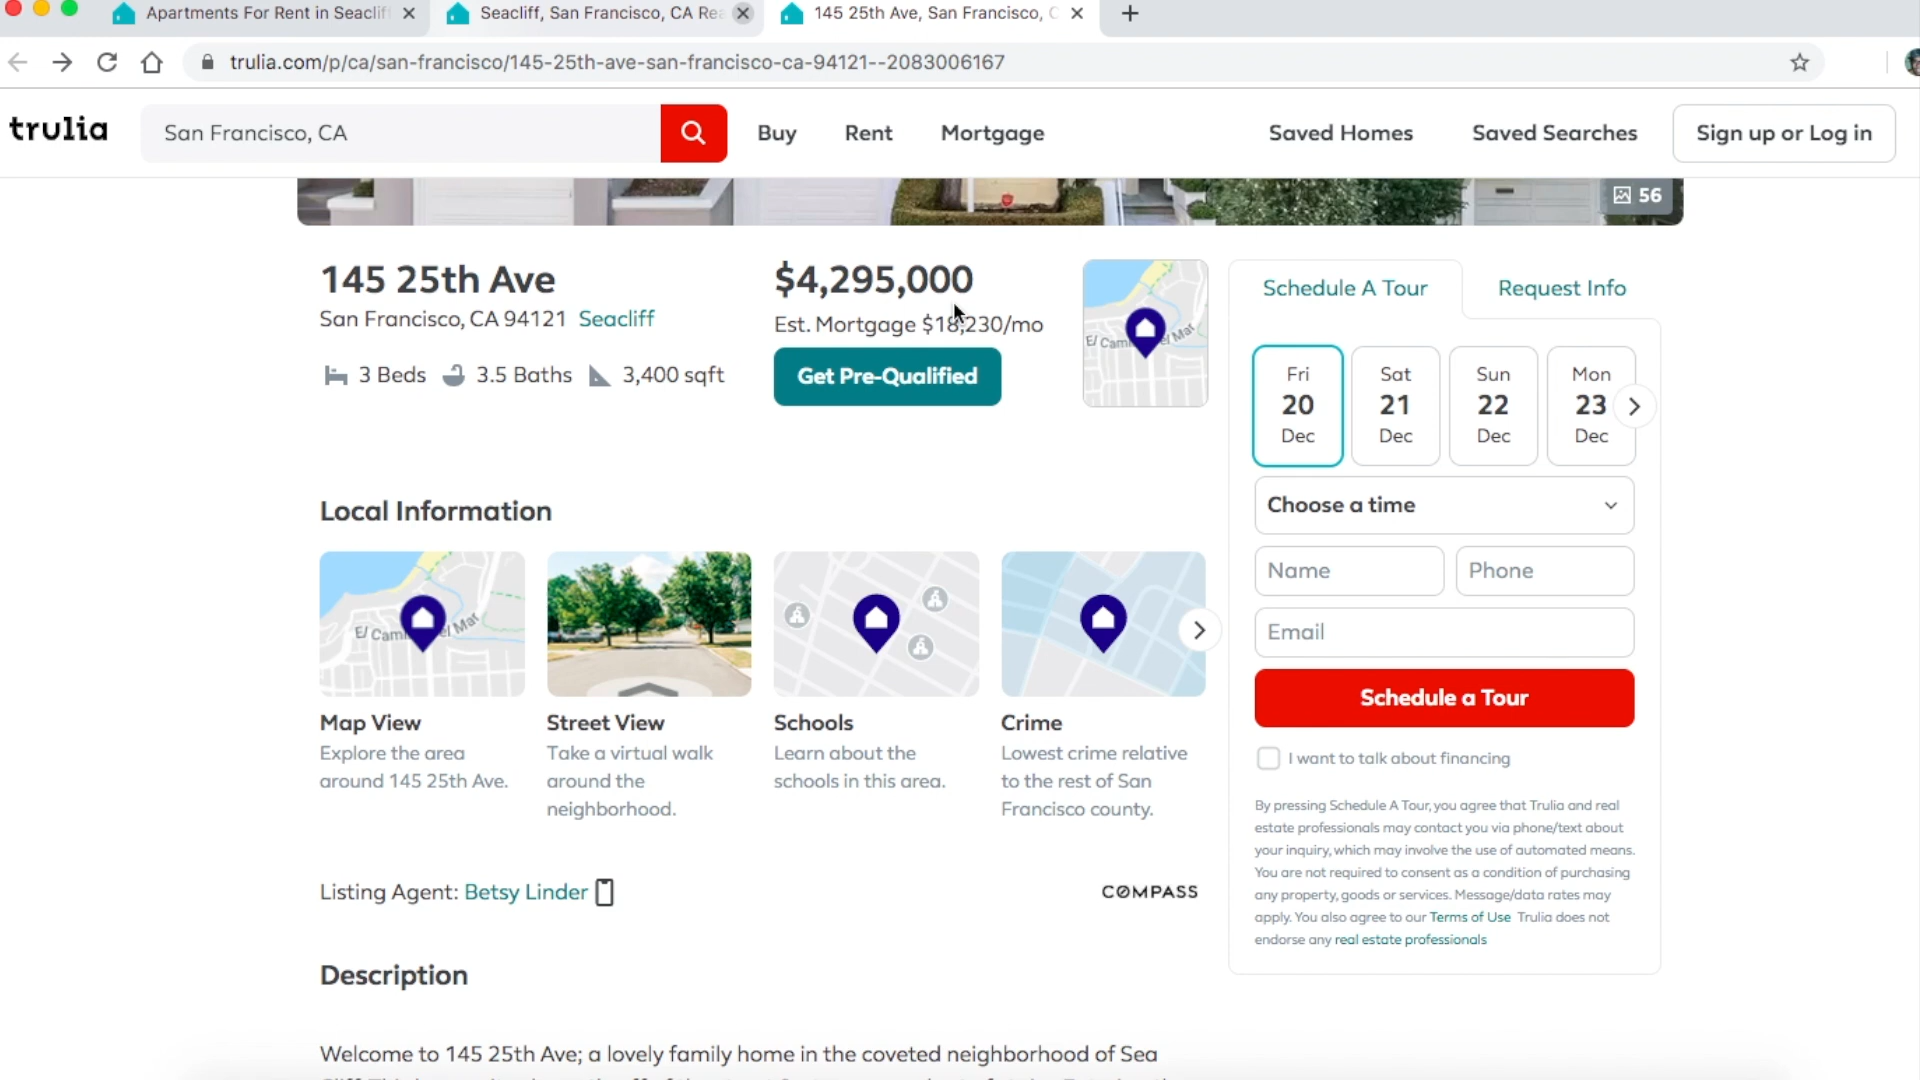 Apartments For Rent in Seaclif
Seacliff, San Francisco, CA Rea
145 25th Ave, San Francisco, C
trulia.com/p/ca/san-francisco/145-25th-ave-san-francisco-ca-94121--2083006167
trulia
San Francisco, CA
Buy
Rent
Mortgage
Saved Homes
Saved Searches
Sign up or Log in
56
145 25th Ave
San Francisco, CA 94121 Seacliff
3 Beds 3.5 Baths 3,400 sqft
$4,295,000
Est. Mortgage $18,230/mo
Get Pre-Qualified
El Camino del Mar
Schedule A Tour
Request Info
Fri
20
Dec
Sat
21
Dec
Sun
22
Dec
Mon
23
Dec
Choose a time
Name
Phone
Email
Schedule a Tour
I want to talk about financing
By pressing Schedule A Tour, you agree that Trulia and real
estate professionals may contact you via phone/text about
your inquiry, which may involve the use of automated means.
You are not required to consent as a condition of purchasing
any property, goods or services. Message/data rates may
apply. You also agree to our Terms of Use Trulia does not
endorse any real estate professionals
Local Information
Map View
Explore the area
around 145 25th Ave.
Street View
Take a virtual walk
around the
neighborhood.
Schools
Learn about the
schools in this area.
Crime
Lowest crime relative
to the rest of San
Francisco county.
Listing Agent: Betsy Linder
COMPASS
Description
Welcome to 145 25th Ave; a lovely family home in the coveted neighborhood of Sea